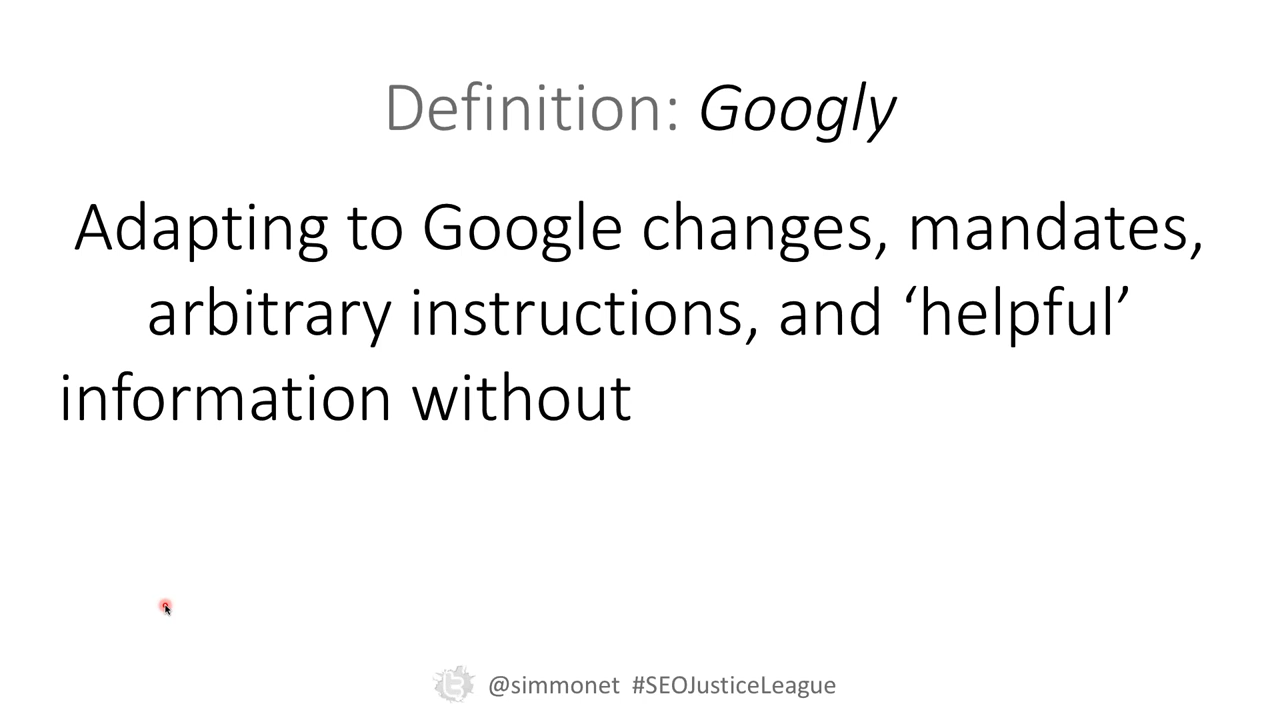 Definition: Googly
Adapting to Google changes, mandates,
arbitrary instructions, and ‘helpful’
information without
@simmonet #SEOJusticeLeague